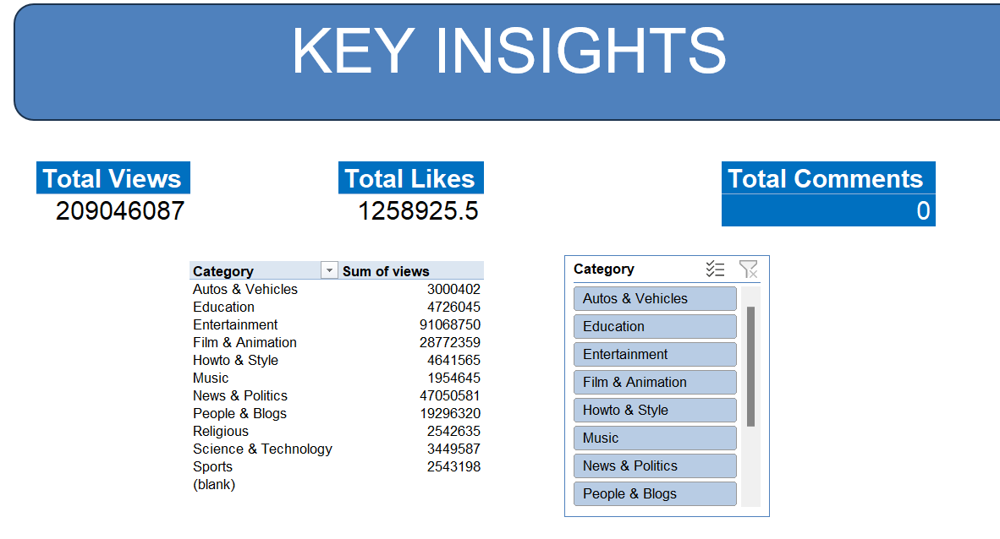 KEY INSIGHTS
Total Views
209046087
Total Likes
1258925.5
Total Comments
0
Category Sum of views
Autos & Vehicles 3000402
Education 4726045
Entertainment 91068750
Film & Animation 28772359
Howto & Style 4641565
Music 1954645
News & Politics 47050581
People & Blogs 19296320
Religious 2542635
Science & Technology 3449587
Sports 2543198
(blank)
Category
Autos & Vehicles
Education
Entertainment
Film & Animation
Howto & Style
Music
News & Politics
People & Blogs